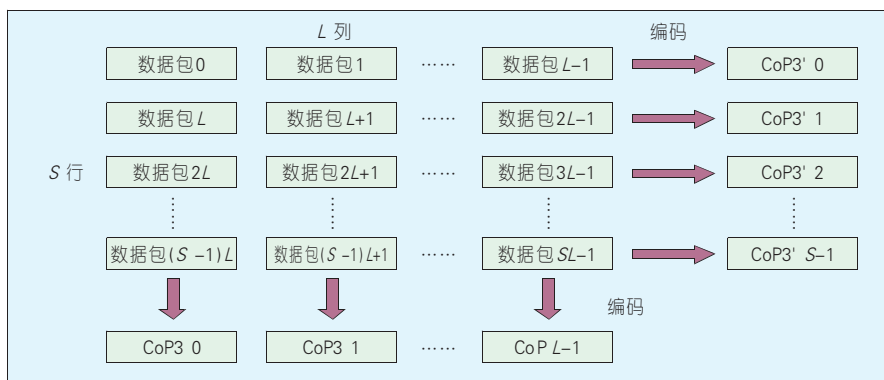 L 列 编码
数据包0 数据包1 …… 数据包L−1 CoP3' 0
数据包L 数据包L+1 …… 数据包2L−1 CoP3' 1
S 行 数据包2L 数据包2L+1 …… 数据包3L−1 CoP3' 2
…… …… …… ……
数据包(S −1)L 数据包(S −1)L+1 …… 数据包SL−1 CoP3' S−1
编码
CoP3 0 CoP3 1 …… CoP L−1